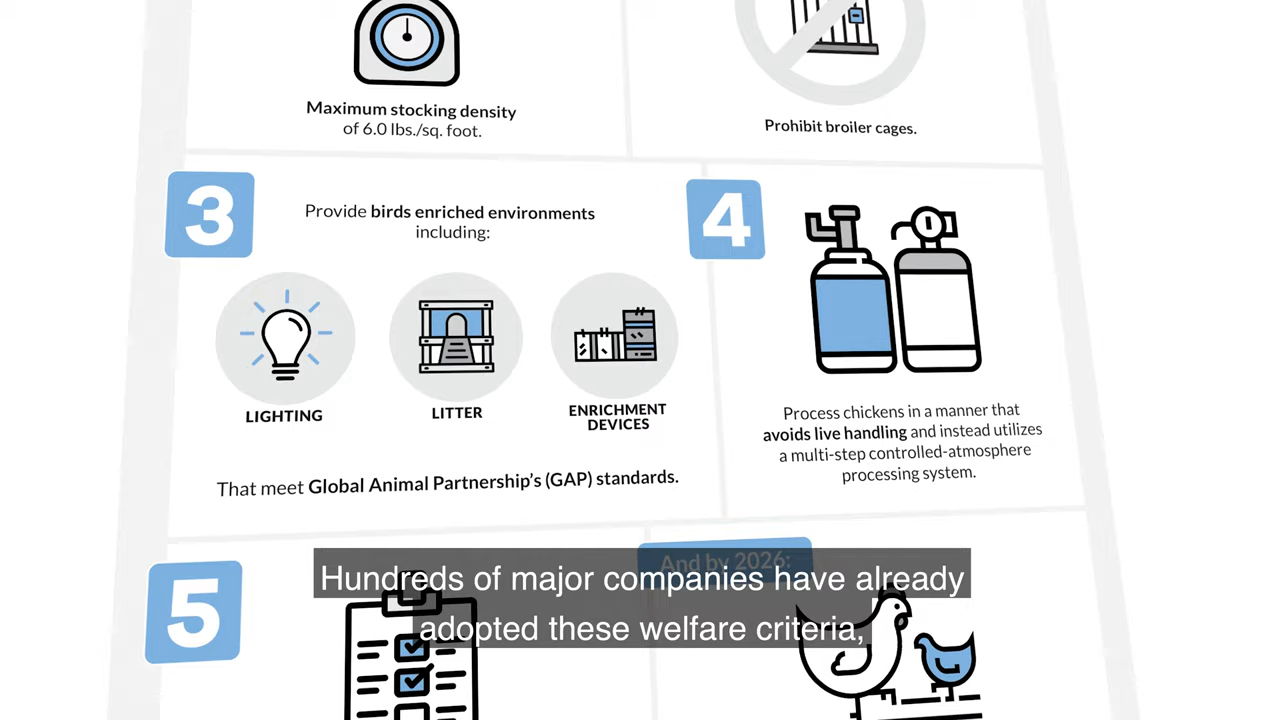 Maximum stocking density
of 6.0 lbs./sq. foot.
Prohibit broiler cages.
3
Provide birds enriched environments
including:
LIGHTING
LITTER
ENRICHMENT
DEVICES
That meet Global Animal Partnership's (GAP) standards.
4
Process chickens in a manner that
avoids live handling and instead utilizes
a multi-step controlled-atmosphere
processing system.
5
And by 2026:
Hundreds of major companies have already
adopted these welfare criteria,